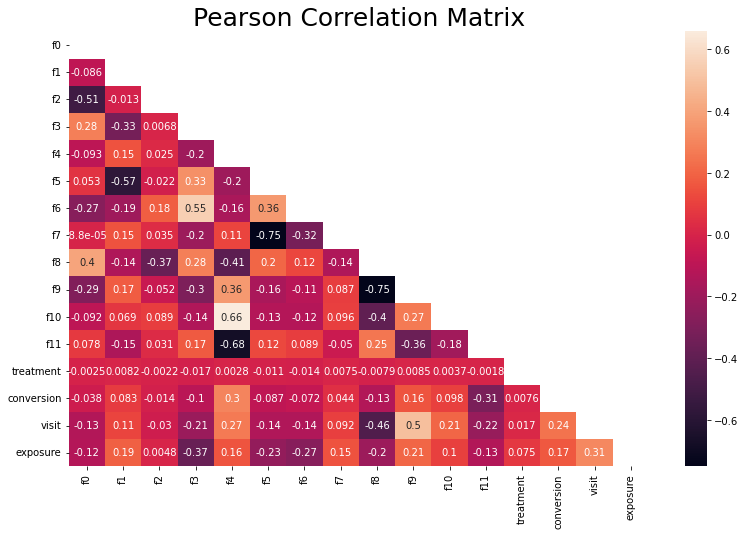 Pearson Correlation Matrix
f0
f1 -0.086
f2 -0.51 -0.013
f3 0.28 -0.33 0.0068
f4 -0.093 0.15 0.025 -0.2
f5 0.053 -0.57 -0.022 0.33 -0.2
f6 -0.27 -0.19 0.18 0.55 -0.16 0.36
f7 -8.8e-05 0.15 0.035 -0.2 0.11 -0.75 -0.32
f8 0.4 -0.14 -0.37 0.28 -0.41 0.2 0.12 -0.14
f9 -0.29 0.17 -0.052 -0.3 0.36 -0.16 -0.11 0.087 -0.75
f10 -0.092 0.069 0.089 -0.14 0.66 -0.13 -0.12 0.096 -0.4 0.27
f11 0.078 -0.15 0.031 0.17 -0.68 0.12 0.089 -0.05 0.25 -0.36 -0.18
treatment -0.0025 0.0082 -0.0022 -0.017 0.0028 -0.011 -0.014 0.0075 -0.0079 0.0085 0.0037 -0.0018
conversion -0.038 0.083 -0.014 -0.1 0.3 -0.087 -0.072 0.044 -0.13 0.16 0.098 -0.31 0.0076
visit -0.13 0.11 -0.03 -0.21 0.27 -0.14 -0.14 0.092 -0.46 0.5 0.21 -0.22 0.017 0.24
exposure -0.12 0.19 0.0048 -0.37 0.16 -0.23 -0.27 0.15 -0.2 0.21 0.1 -0.13 0.075 0.17 0.31
f0 f1 f2 f3 f4 f5 f6 f7 f8 f9 f10 f11 treatment conversion visit exposure
0.6
0.4
0.2
0.0
-0.2
-0.4
-0.6